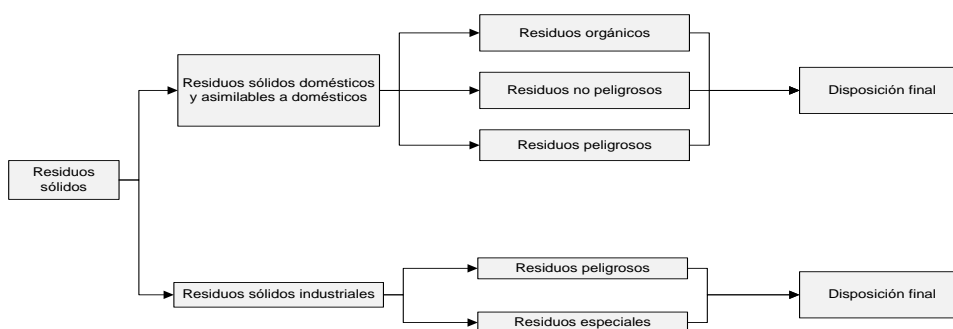 Residuos
sólidos
Residuos sólidos domésticos
y asimilables a domésticos
Residuos orgánicos
Residuos no peligrosos
Residuos peligrosos
Disposición final
Residuos sólidos industriales
Residuos peligrosos
Residuos especiales
Disposición final